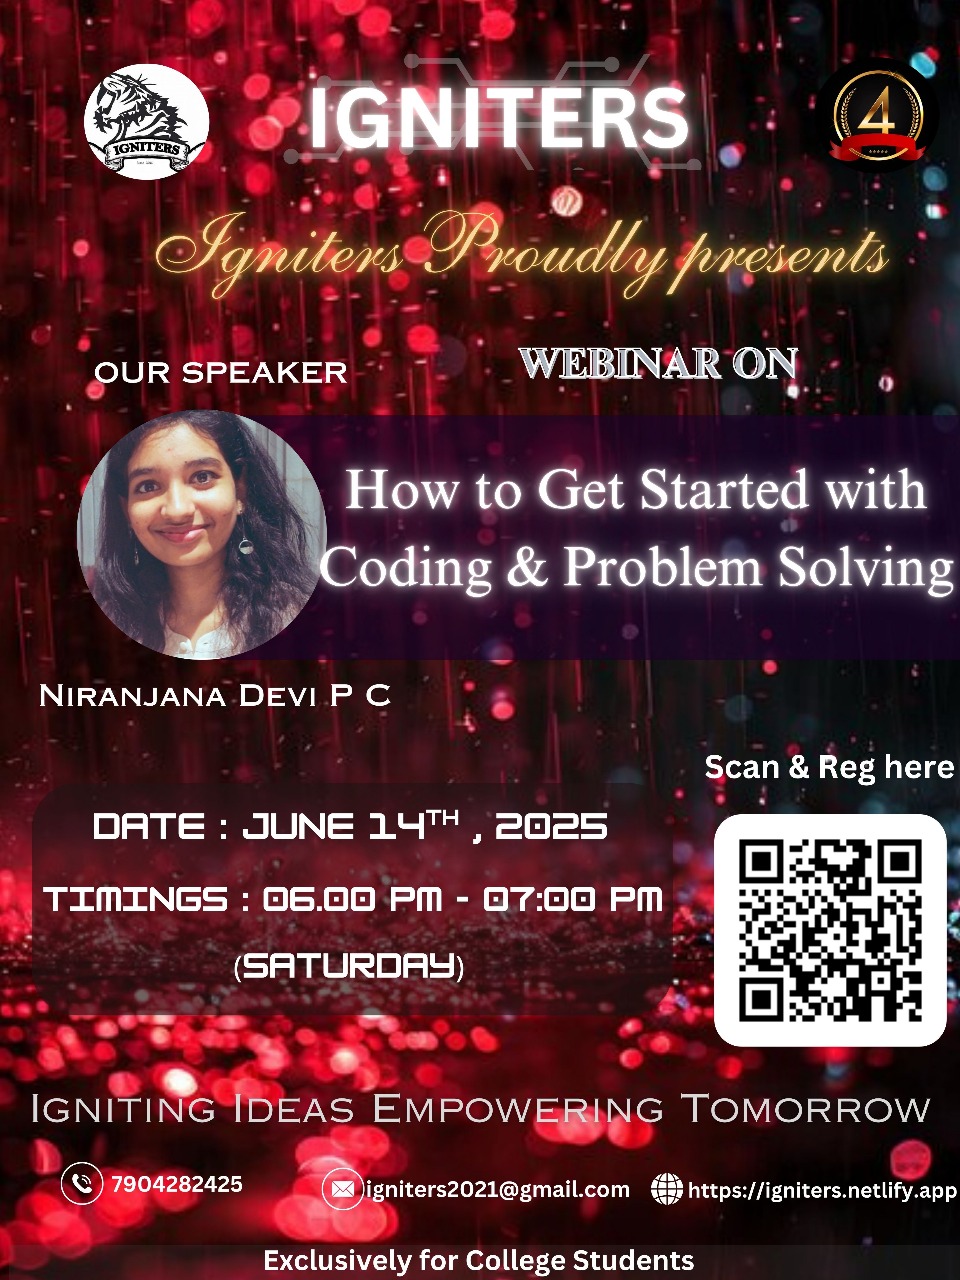 IGNITERS
IGNITERS
4
Igniters Proudly presents
OUR SPEAKER
WEBINAR ON
How to Get Started with
Coding & Problem Solving
NIRANJANA DEVI P C
Scan & Reg here
DATE : JUNE 14TH , 2025
TIMINGS : 06.00 PM - 07:00 PM
(SATURDAY)
IGNITING IDEAS EMPOWERING TOMORROW
7904282425
igniters2021@gmail.com
https://igniters.netlify.app
Exclusively for College Students